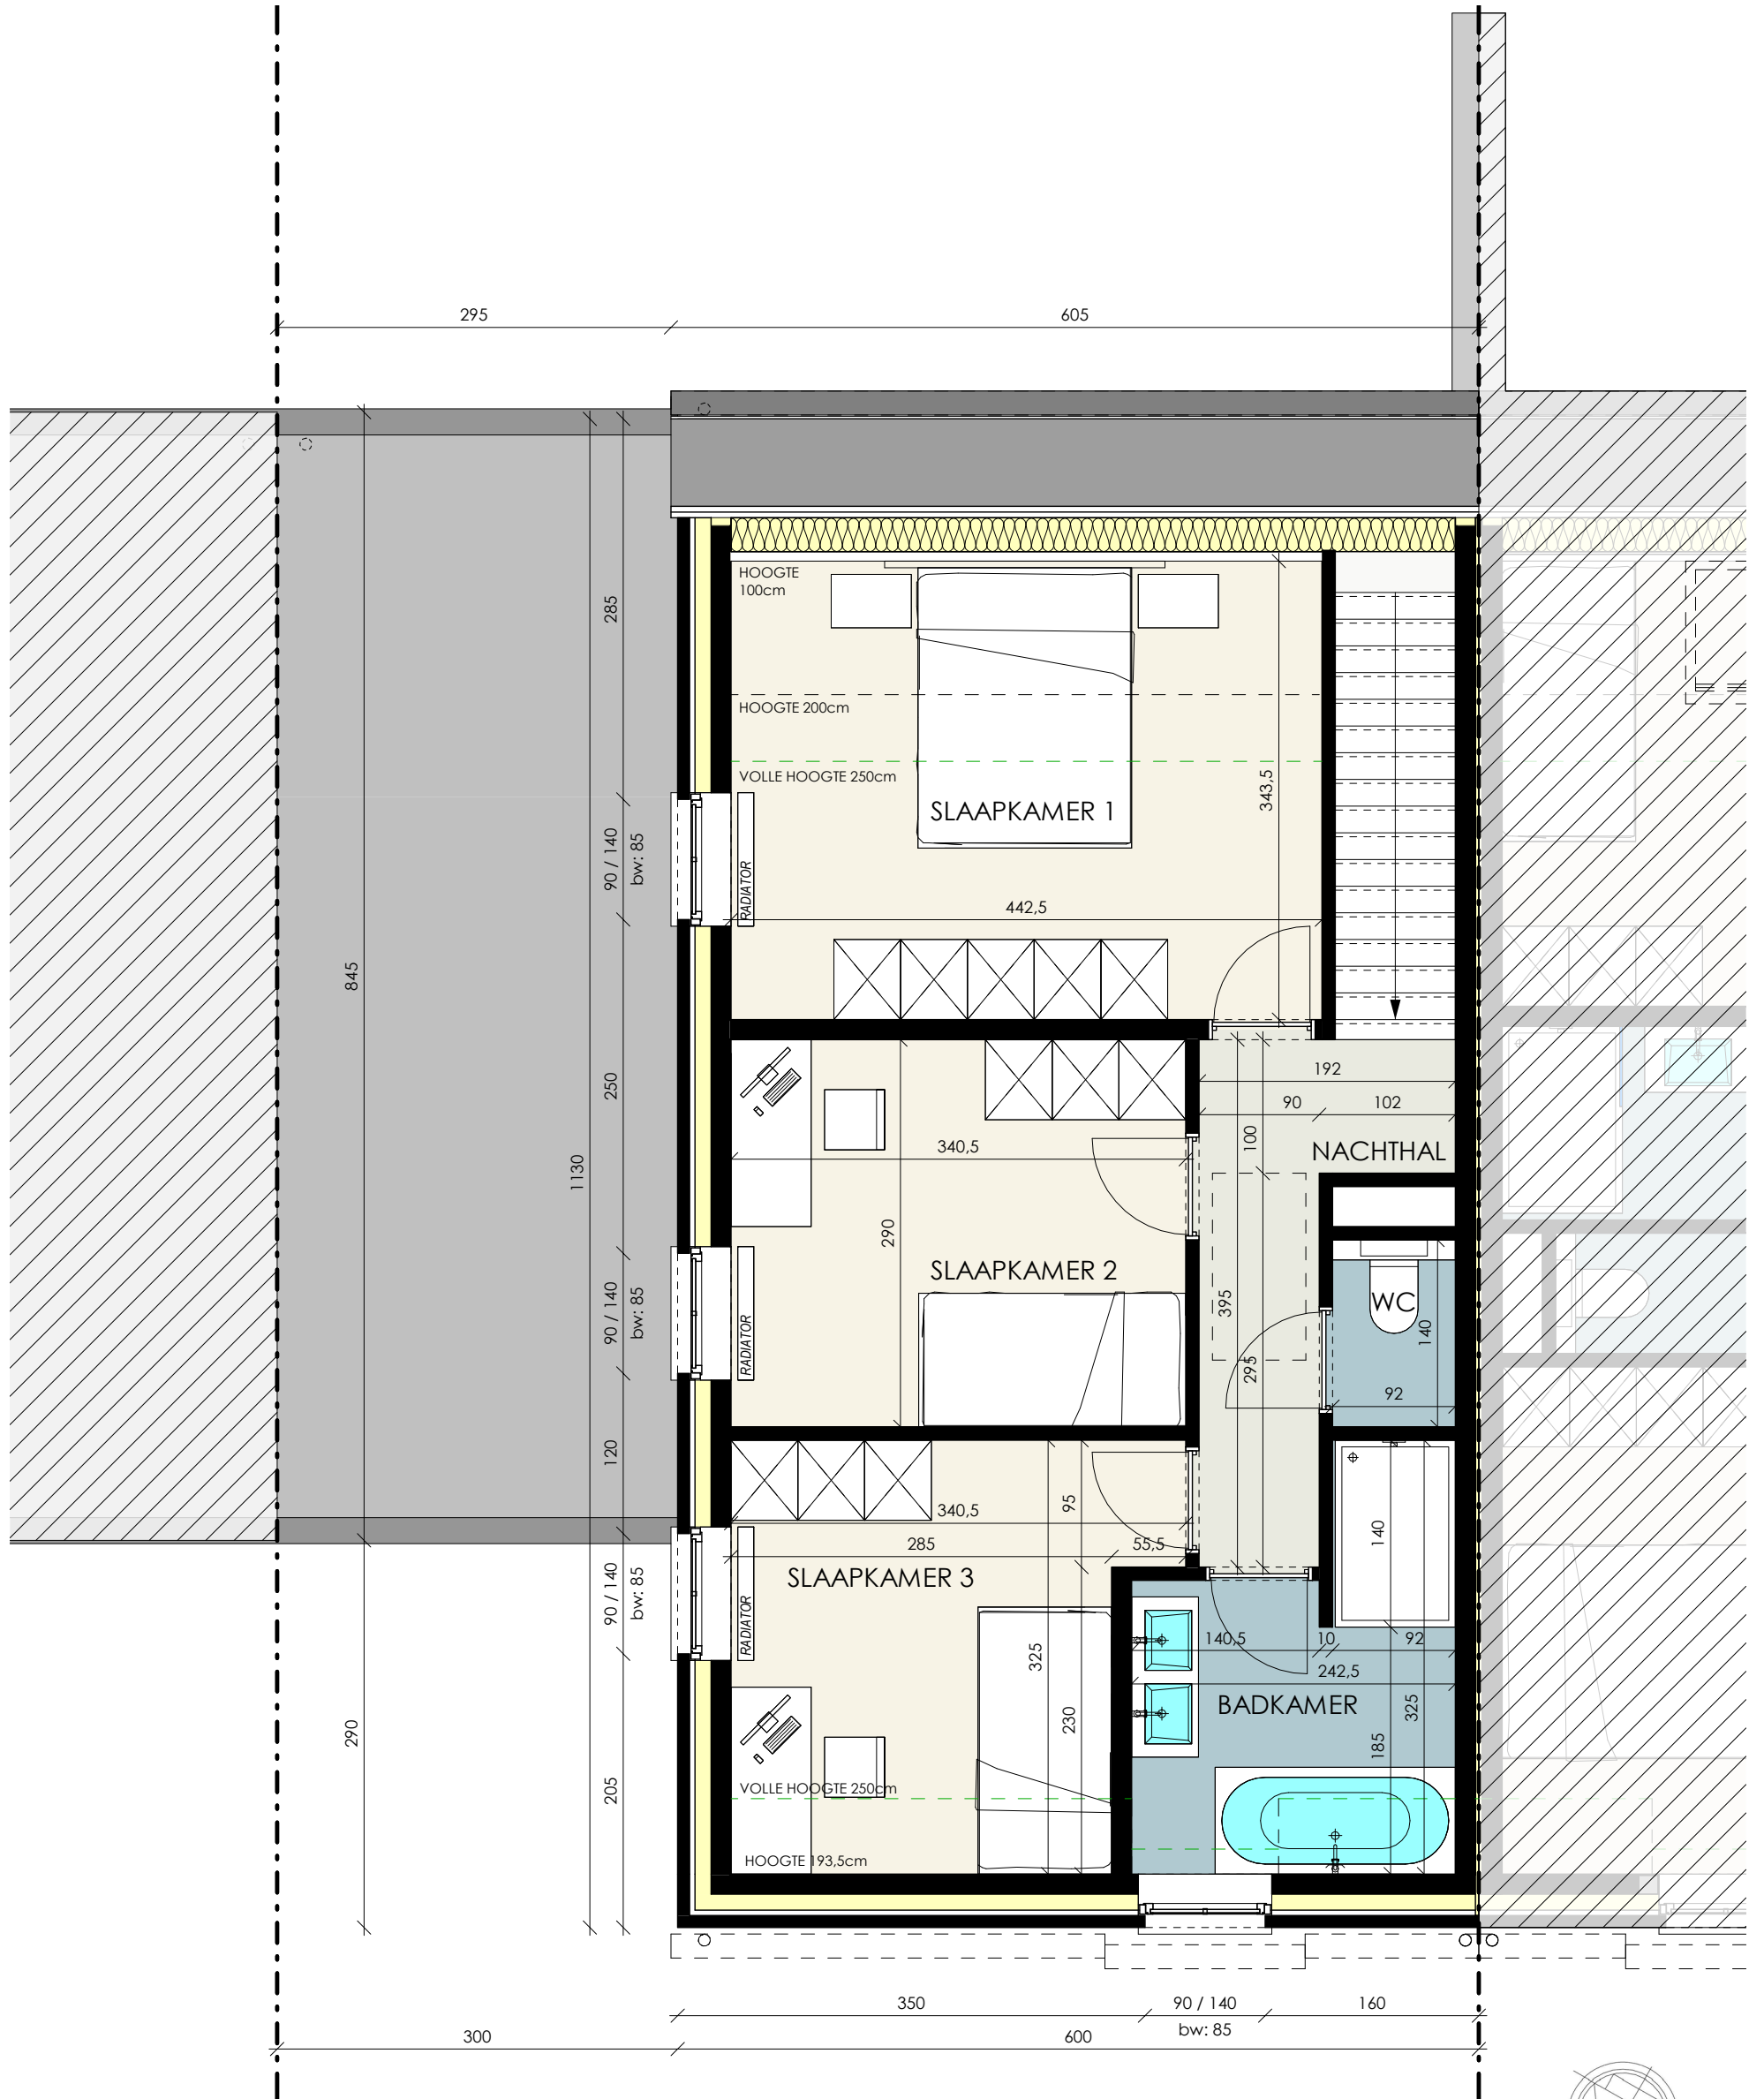 295
605
HOOGTE
100cm
285
HOOGTE 200cm
VOLLE HOOGTE 250cm
343,5
SLAAPKAMER 1
90 / 140
bw: 85
RADIATOR
442,5
845
250
1130
192
90
102
100
340,5
NACHTHAL
290
SLAAPKAMER 2
395
WC
140
90 / 140
bw: 85
RADIATOR
295
92
120
95
340,5
285
55,5
140
SLAAPKAMER 3
90 / 140
bw: 85
RADIATOR
325
140,5
10
92
242,5
BADKAMER
325
230
185
290
205
VOLLE HOOGTE 250cm
HOOGTE 193,5cm
350
90 / 140
160
bw: 85
300
600